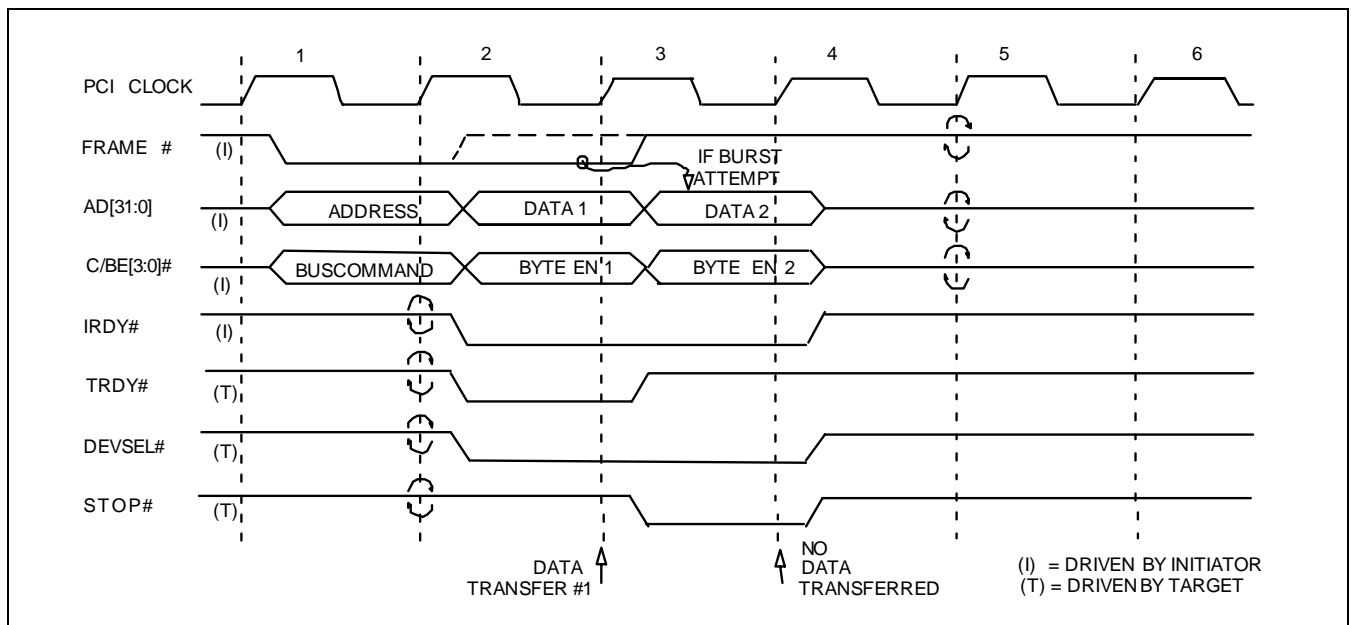 1 2 3 4 5 6
PCI CLOCK
FRAME # (I)
IF BURST
ATTEMPT
AD[31:0] (I) ADDRESS DATA 1 DATA 2
C/BE[3:0]# (I) BUSCOMMAND BYTE EN 1 BYTE EN 2
IRDY# (I)
TRDY# (T)
DEVSEL# (T)
STOP# (T)
DATA
TRANSFER #1
NO
DATA
TRANSFERRED
(I) = DRIVEN BY INITIATOR
(T) = DRIVEN BY TARGET